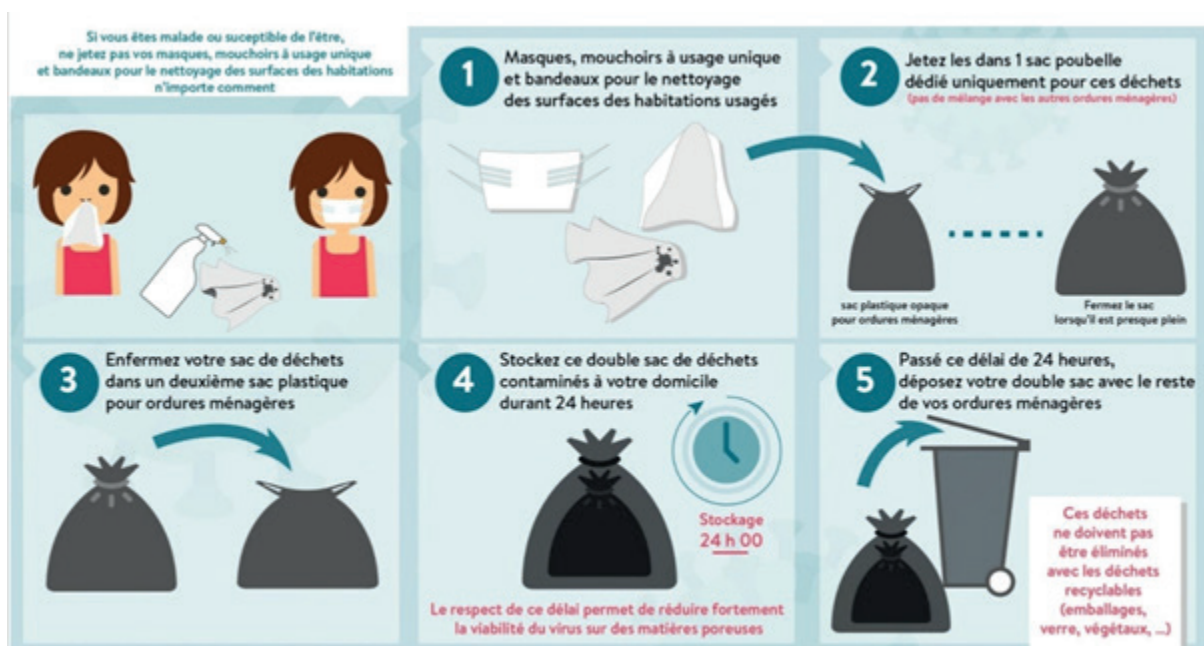 Si vous êtes malade ou suceptible de l'être,
ne jetez pas vos masques, mouchoirs à usage unique
et bandeaux pour le nettoyage des surfaces des habitations
n'importe comment
1
Masques, mouchoirs à usage unique
et bandeaux pour le nettoyage
des surfaces des habitations usagés
2
Jetez les dans 1 sac poubelle
dédié uniquement pour ces déchets
(pas de mélange avec les autres ordures ménagères)
sac plastique opaque
pour ordures ménagères
Fermez le sac
lorsqu'il est presque plein
3
Enfermez votre sac de déchets
dans un deuxième sac plastique
pour ordures ménagères
4
Stockez ce double sac de déchets
contaminés à votre domicile
durant 24 heures
Stockage
24 h 00
Le respect de ce délai permet de réduire fortement
la viabilité du virus sur des matières poreuses
5
Passé ce délai de 24 heures,
déposez votre double sac avec le reste
de vos ordures ménagères
Ces déchets
ne doivent pas
être éliminés
avec les déchets
recyclables
(emballages,
verre, végétaux, ...)